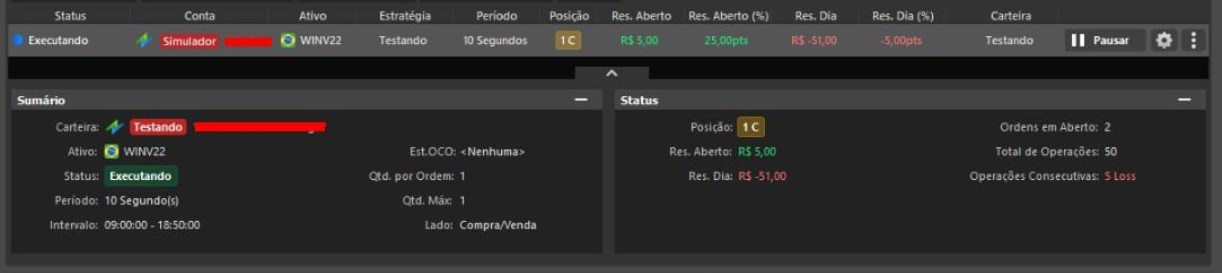 Status Conta Ativo Estratégia Período Posição Res. Aberto Res. Aberto (%) Res. Dia Res. Dia (%) Carteira
Executando Simulador WINV22 Testando 10 Segundos 1 C R$ 5,00 25,00pts R$ -51,00 -5,00pts Testando Pausar
Sumário
Carteira: Testando
Ativo: WINV22 Est.OCO: <Nenhuma>
Status: Executando Qtd. por Ordem: 1
Período: 10 Segundo(s) Qtd. Máx: 1
Intervalo: 09:00:00 - 18:50:00 Lado: Compra/Venda
Status
Posição: 1 C Ordens em Aberto: 2
Res. Aberto: R$ 5,00 Total de Operações: 50
Res. Dia: R$ -51,00 Operações Consecutivas: 5 Loss